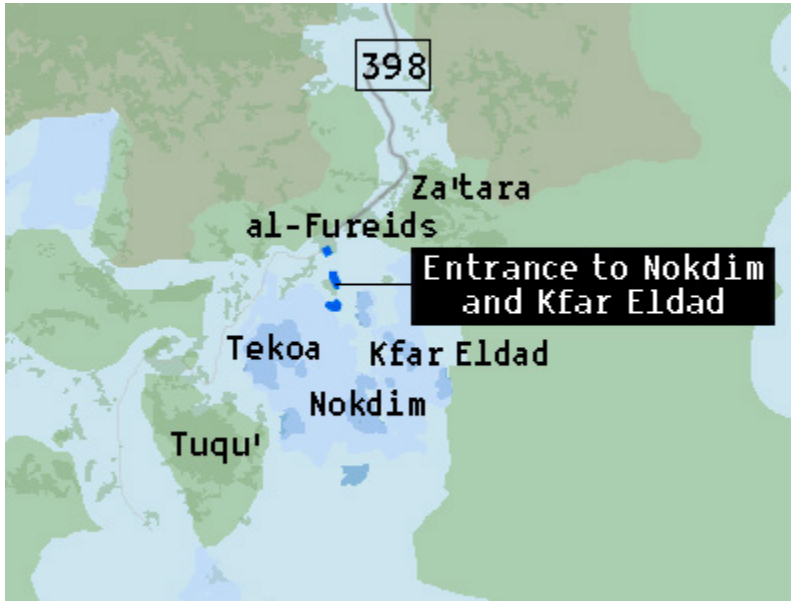 398
Za'tara
al-Fureids
Entrance to Nokdim
and Kfar Eldad
Tekoa
Kfar Eldad
Nokdim
Tuqu'